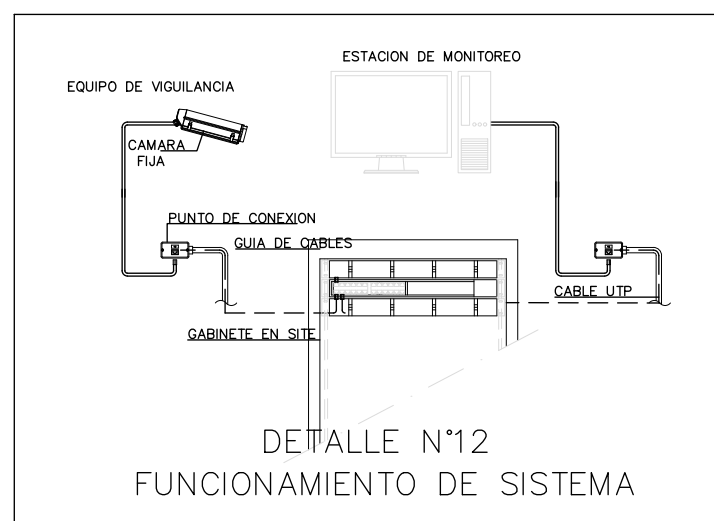 ESTACION DE MONITOREO
EQUIPO DE VIGUILANCIA
CAMARA
FIJA
PUNTO DE CONEXION
GUIA DE CABLES
CABLE UTP
GABINETE EN SITE
DETALLE N°12
FUNCIONAMIENTO DE SISTEMA